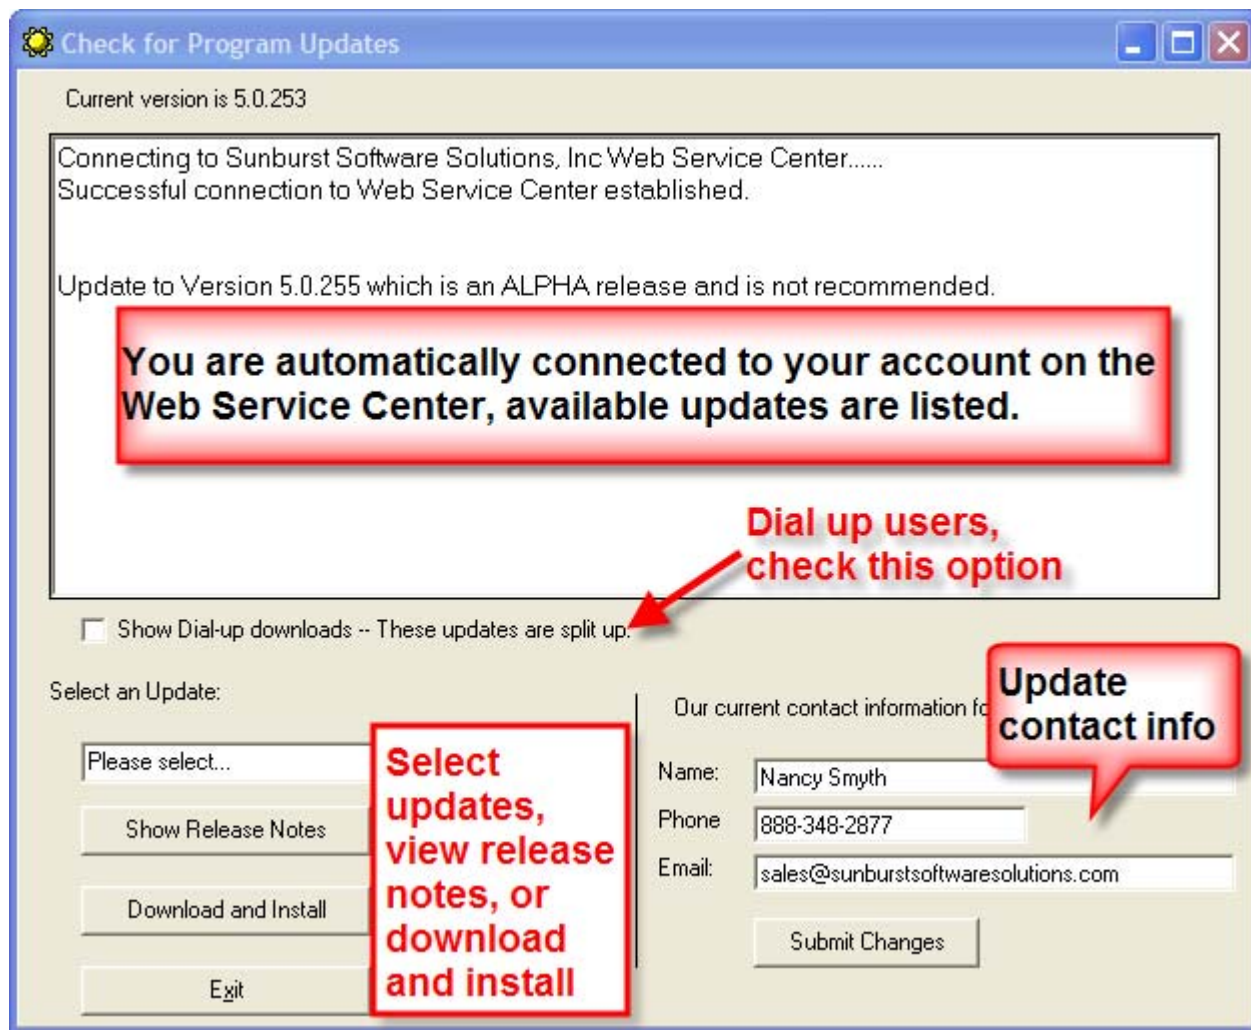 Check for Program Updates
Current version is 5.0.253
Connecting to Sunburst Software Solutions, Inc Web Service Center......
Successful connection to Web Service Center established.
Update to Version 5.0.255 which is an ALPHA release and is not recommended.
You are automatically connected to your account on the
Web Service Center, available updates are listed.
Dial up users,
check this option
Show Dial-up downloads -- These updates are split up.
Select an Update:
Please select...
Show Release Notes
Download and Install
Exit
Select
updates,
view release
notes, or
download
and install
Our current contact information
Update
contact info
Name:
Nancy Smyth
Phone
888-348-2877
Email:
sales@sunburstsoftwaresolutions.com
Submit Changes